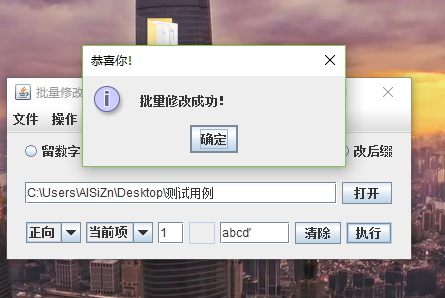 恭喜你!
批量修改成功!
确定
批量修改
文件 操作
留数字 改后缀
C:\Users\AlSiZn\Desktop\测试用例 打开
正向 当前项 1 abcd' 清除 执行